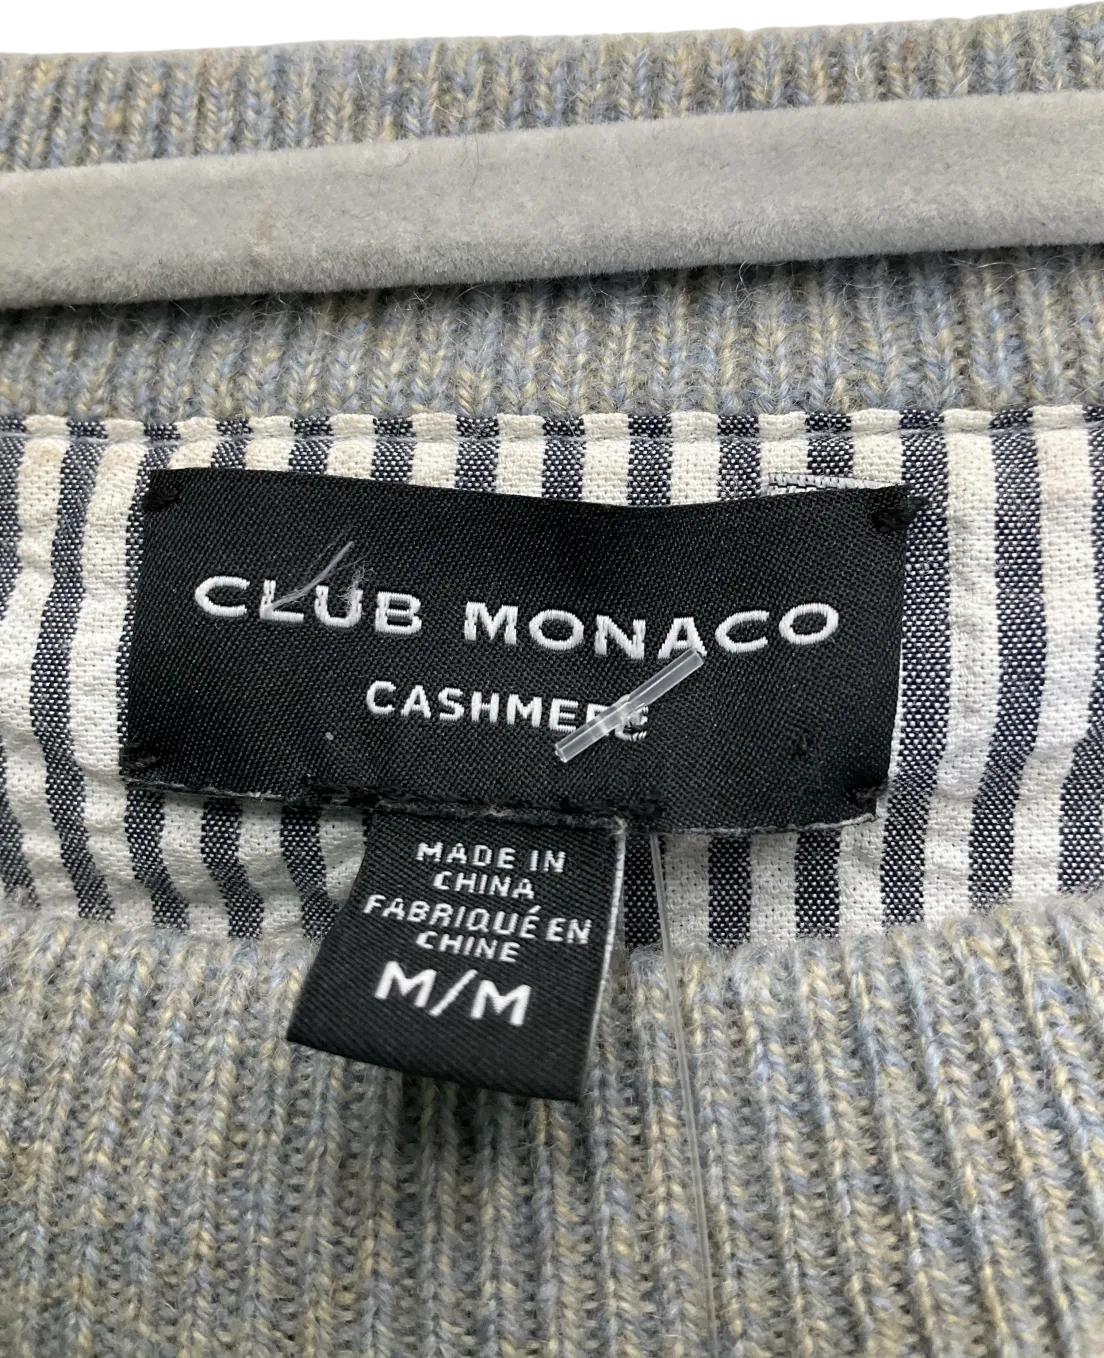 CLUB MONACO
CASHMERE
MADE IN
CHINA
FABRIQUÉ EN
CHINE
M/M